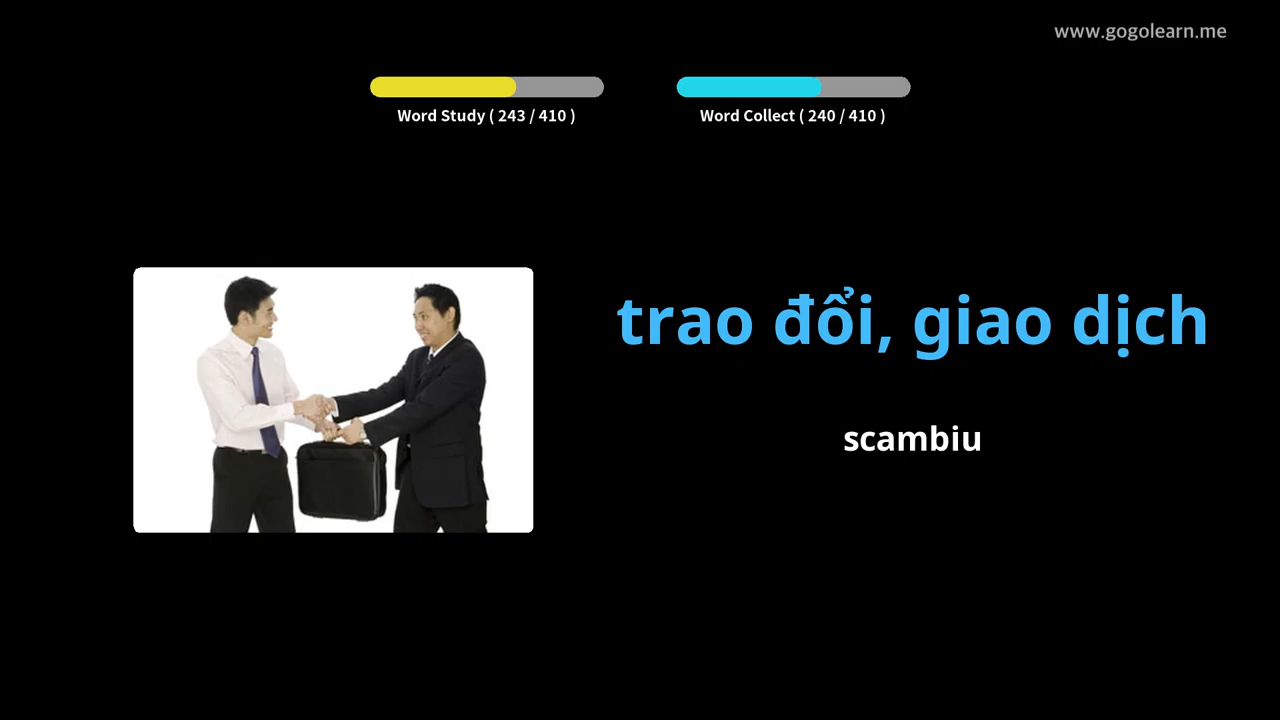 www.gogolearn.me
Word Study ( 243 / 410 )
Word Collect ( 240 / 410 )
trao đổi, giao dịch
scambiu